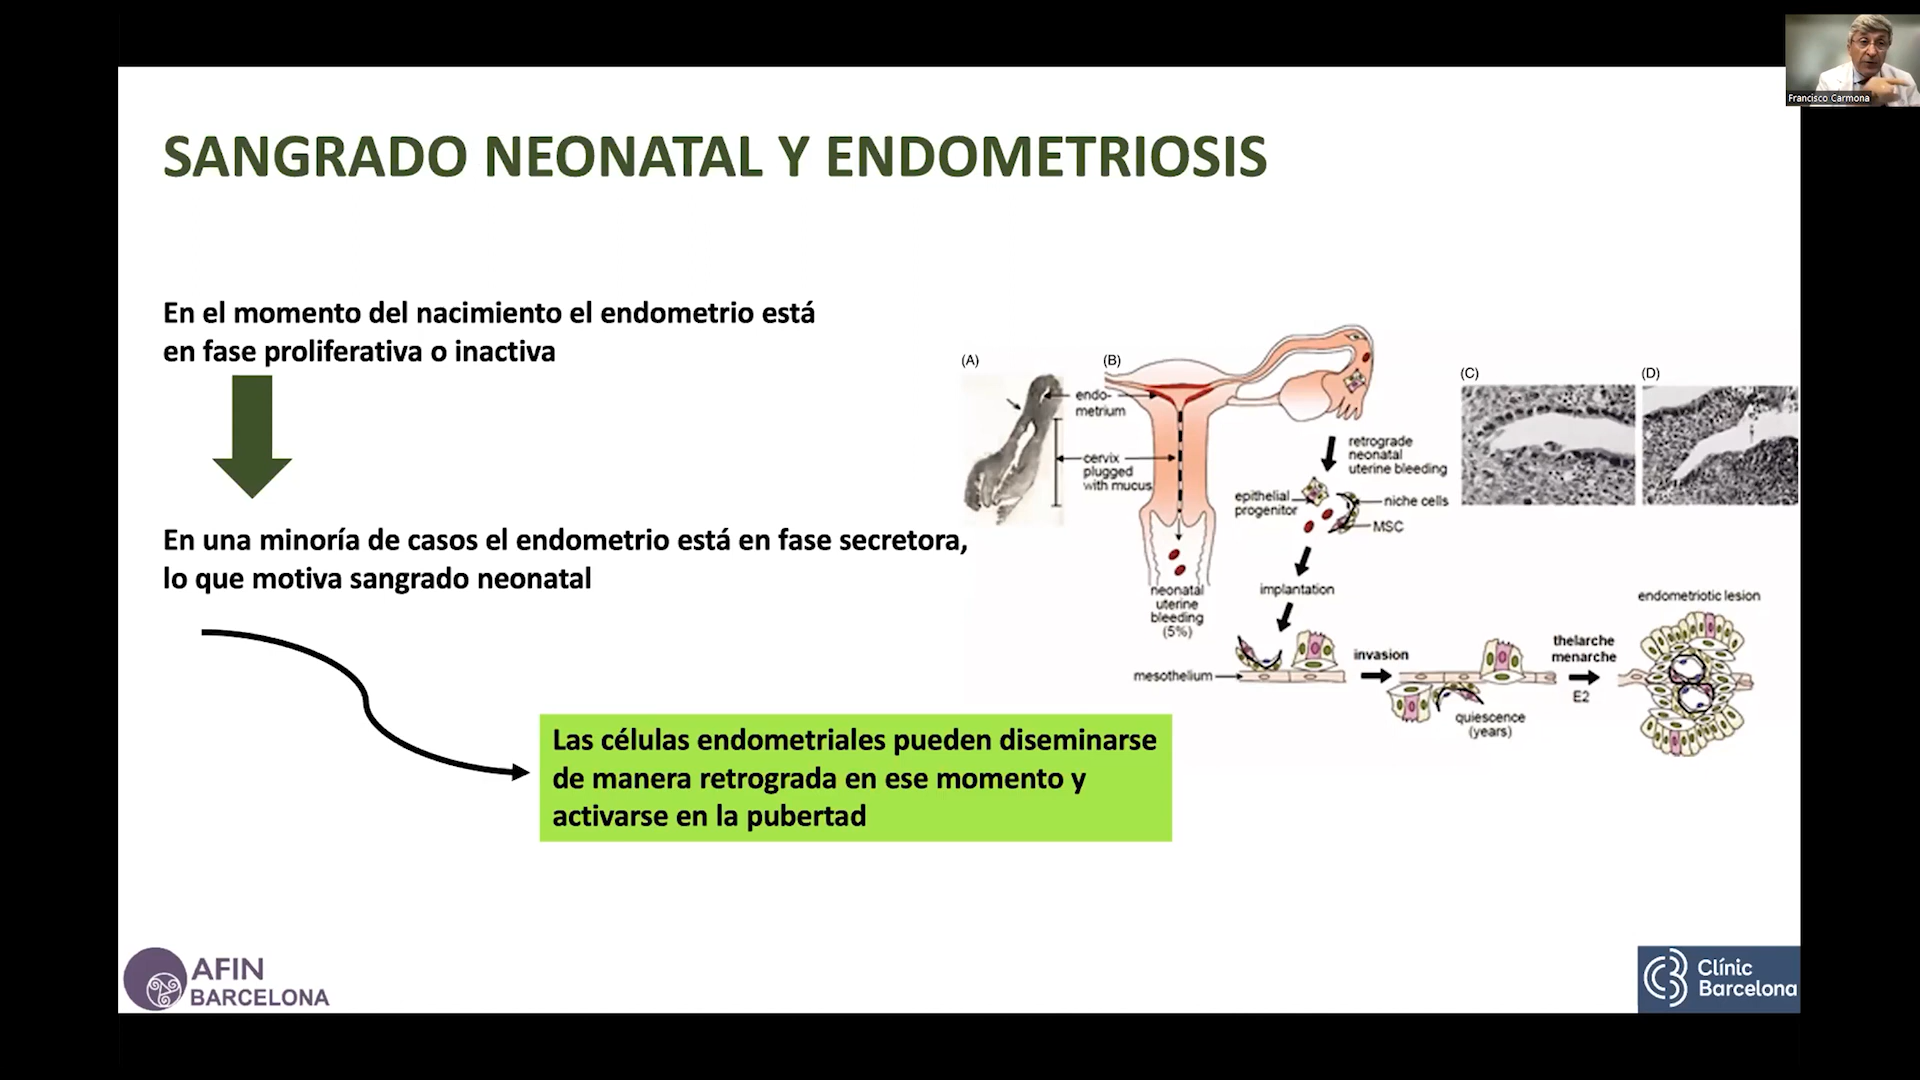 Francisco Carmona
SANGRADO NEONATAL Y ENDOMETRIOSIS
En el momento del nacimiento el endometrio está
en fase proliferativa o inactiva
En una minoría de casos el endometrio está en fase secretora,
lo que motiva sangrado neonatal
Las células endometriales pueden diseminarse
de manera retrograda en ese momento y
activarse en la pubertad
(A)
(B)
(C)
(D)
endo-
metrium
cervix
plugged
with mucus
retrograde
neonatal
uterine bleeding
epithelial
progenitor
niche cells
MSC
neonatal
uterine
bleeding
(5%)
implantation
mesothelium
invasion
quiescence
(years)
thelarche
menarche
E2
endometriotic lesion
AFIN
BARCELONA
Clínic
Barcelona